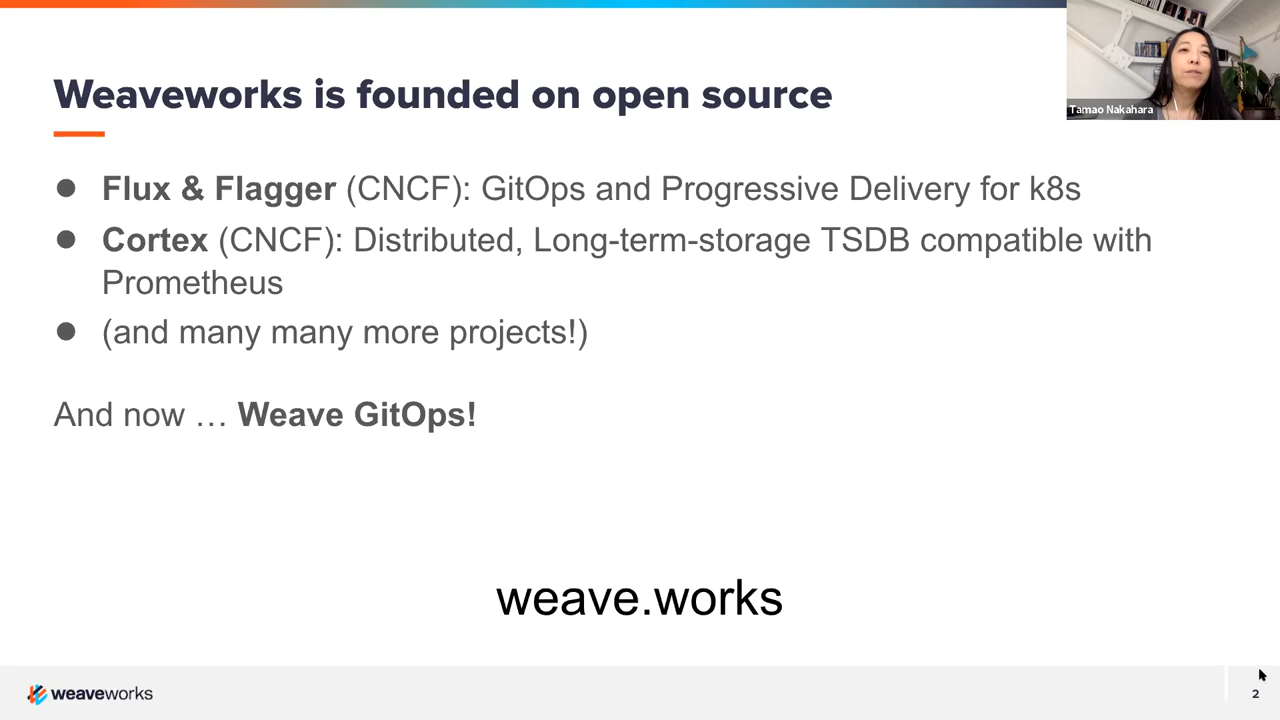 Weaveworks is founded on open source
Tamao Nakahara
● Flux & Flagger (CNCF): GitOps and Progressive Delivery for k8s
● Cortex (CNCF): Distributed, Long-term-storage TSDB compatible with
Prometheus
● (and many many more projects!)
And now … Weave GitOps!
weave.works
weaveworks
2